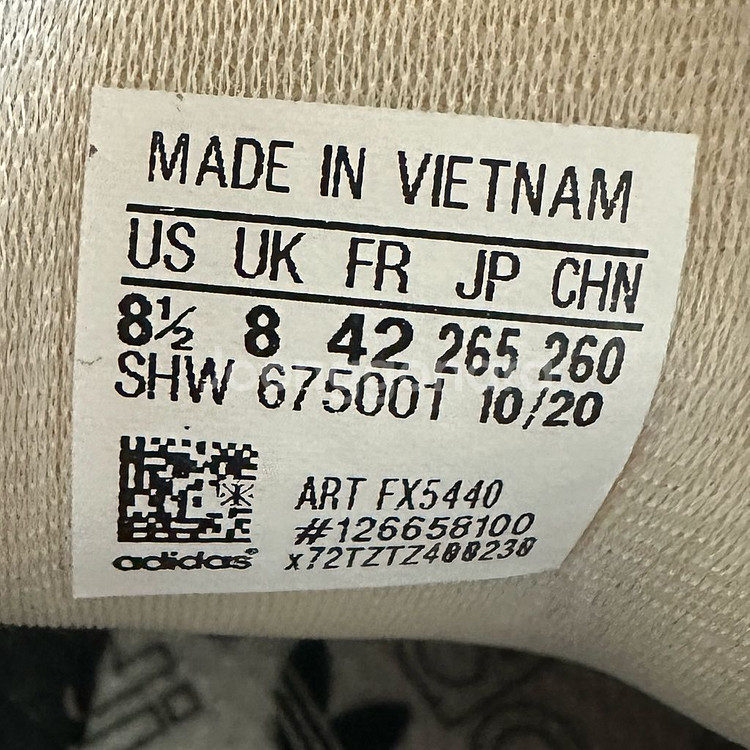 MADE IN VIETNAM
US UK FR JP CHN
8½ 8 42 265 260
SHW 675001 10/20
ART FX5440
#126658100
x72TZTZ400230
adidas®